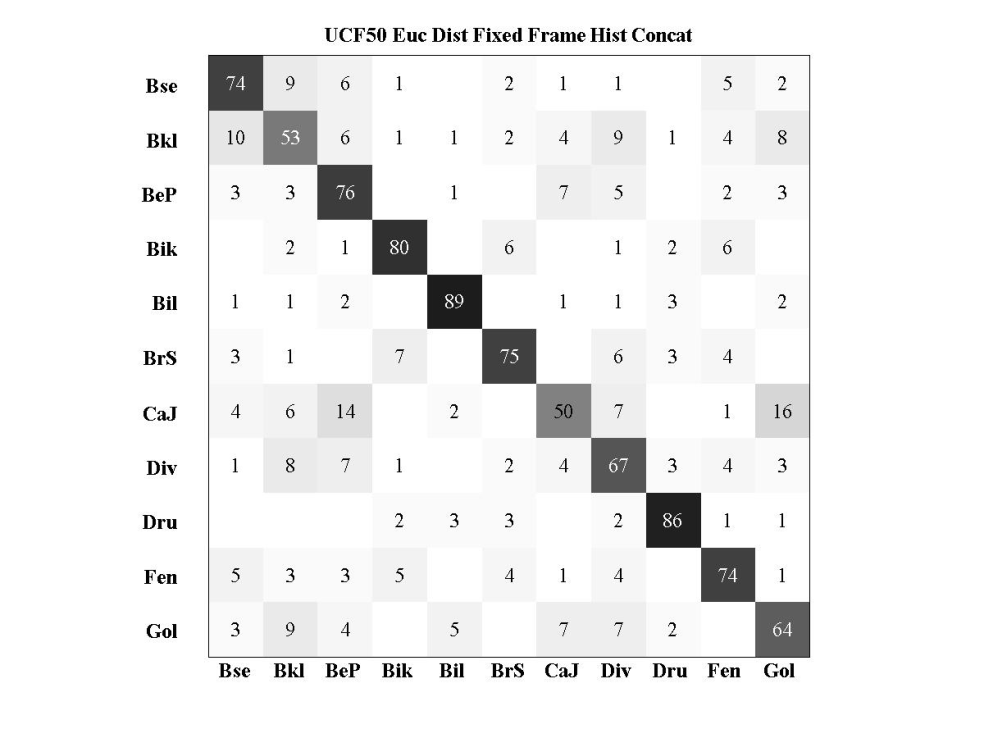 UCF50 Euc Dist Fixed Frame Hist Concat
Bse 74 9 6 1 2 1 1 5 2
Bkl 10 53 6 1 1 2 4 9 1 4 8
BeP 3 3 76 1 7 5 2 3
Bik 2 1 80 6 1 2 6
Bil 1 1 2 89 1 1 3 2
BrS 3 1 7 75 6 3 4
CaJ 4 6 14 2 50 7 1 16
Div 1 8 7 1 2 4 67 3 4 3
Dru 2 3 3 2 86 1 1
Fen 5 3 3 5 4 1 4 74 1
Gol 3 9 4 5 7 7 2 64
Bse Bkl BeP Bik Bil BrS CaJ Div Dru Fen Gol